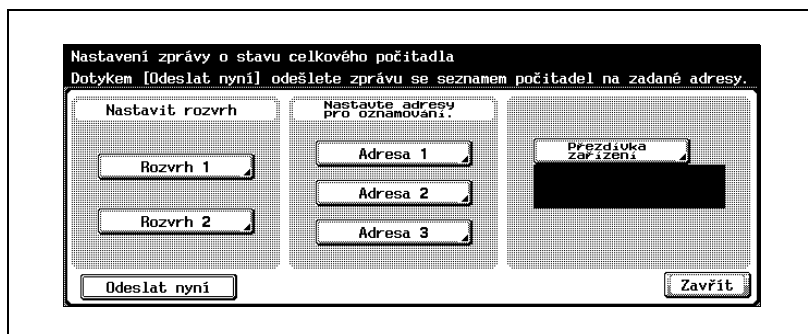 Nastavení zprávy o stavu celkového počitadla
Dotykem [Odeslat nyní] odešlete zprávu se seznamem počitadel na zadané adresy.
Nastavit rozvrh
Rozvrh 1
Rozvrh 2
Nastavte adresy
pro oznamování.
Adresa 1
Adresa 2
Adresa 3
Přezdívka
zařízení
Odeslat nyní
Zavřít